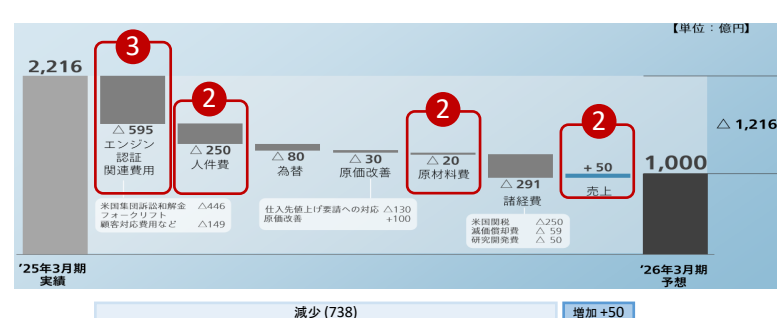 【単位：億円】
3
2
2
2
2,216
△ 595
エンジン
認証
関連費用
△ 250
人件費
△ 80
為替
△ 30
原価改善
△ 20
原材料費
△ 291
諸経費
+ 50
売上
1,000
△ 1,216
米国集団訴訟和解金 △446
フォークリフト
顧客対応費用など △149
仕入先値上げ要請への対応 △130
原価改善 +100
米国関税 △250
減価償却費 △ 59
研究開発費 △ 50
'25年3月期
実績
'26年3月期
予想
減少 (738)
増加 +50